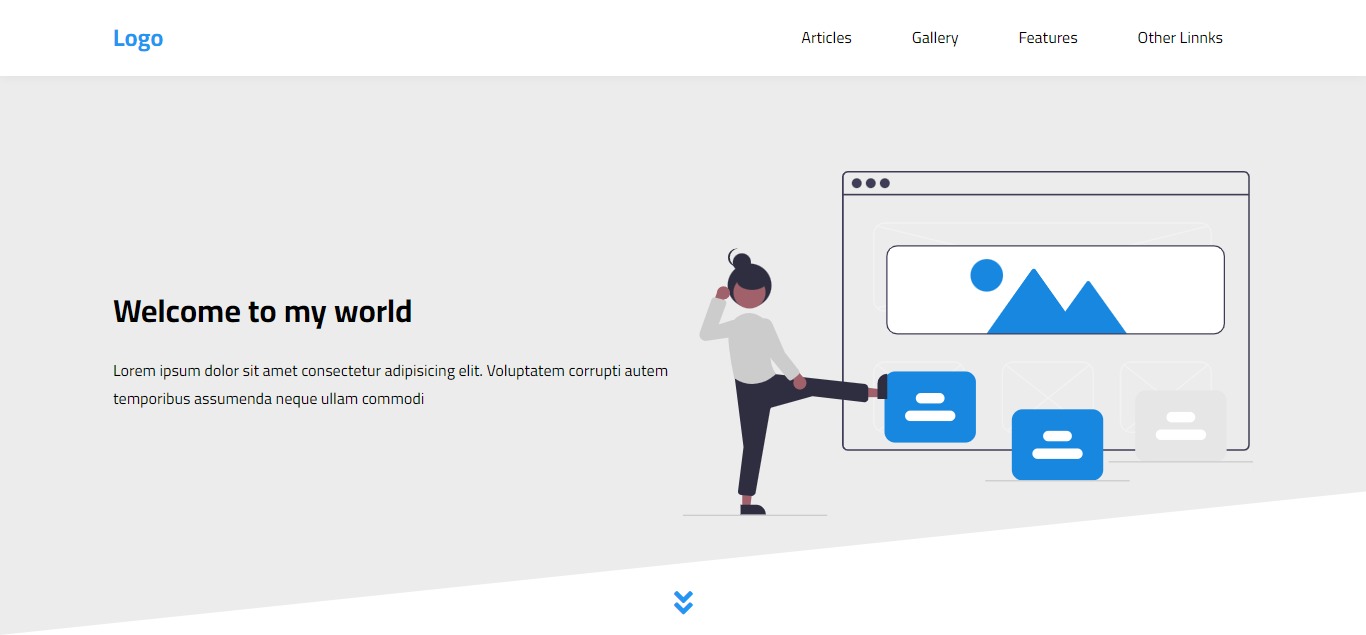 Logo
Articles Gallery Features Other Linnks
Welcome to my world
Lorem ipsum dolor sit amet consectetur adipisicing elit. Voluptatem corrupti autem
temporibus assumenda neque ullam commodi